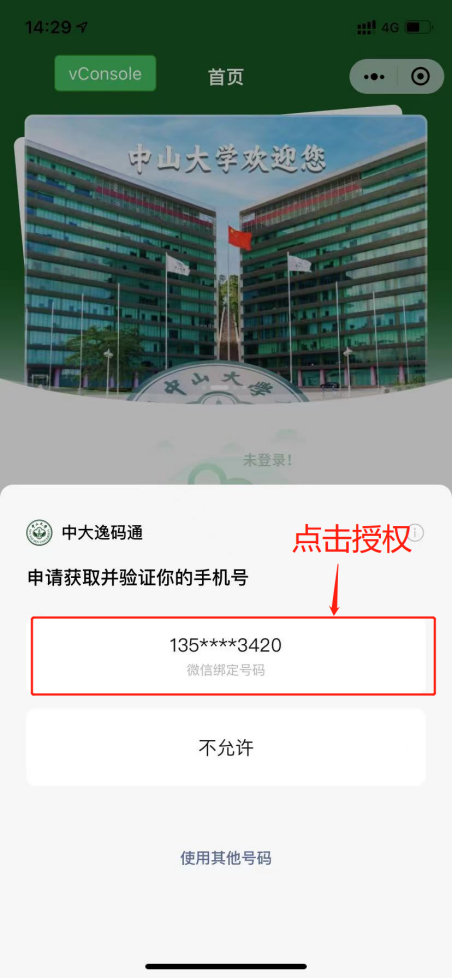 14:29
4G
vConsole
首页
中山大学欢迎您
中山大学
未登录!
中大逸码通
点击授权
申请获取并验证你的手机号
135****3420
微信绑定号码
不允许
使用其他号码